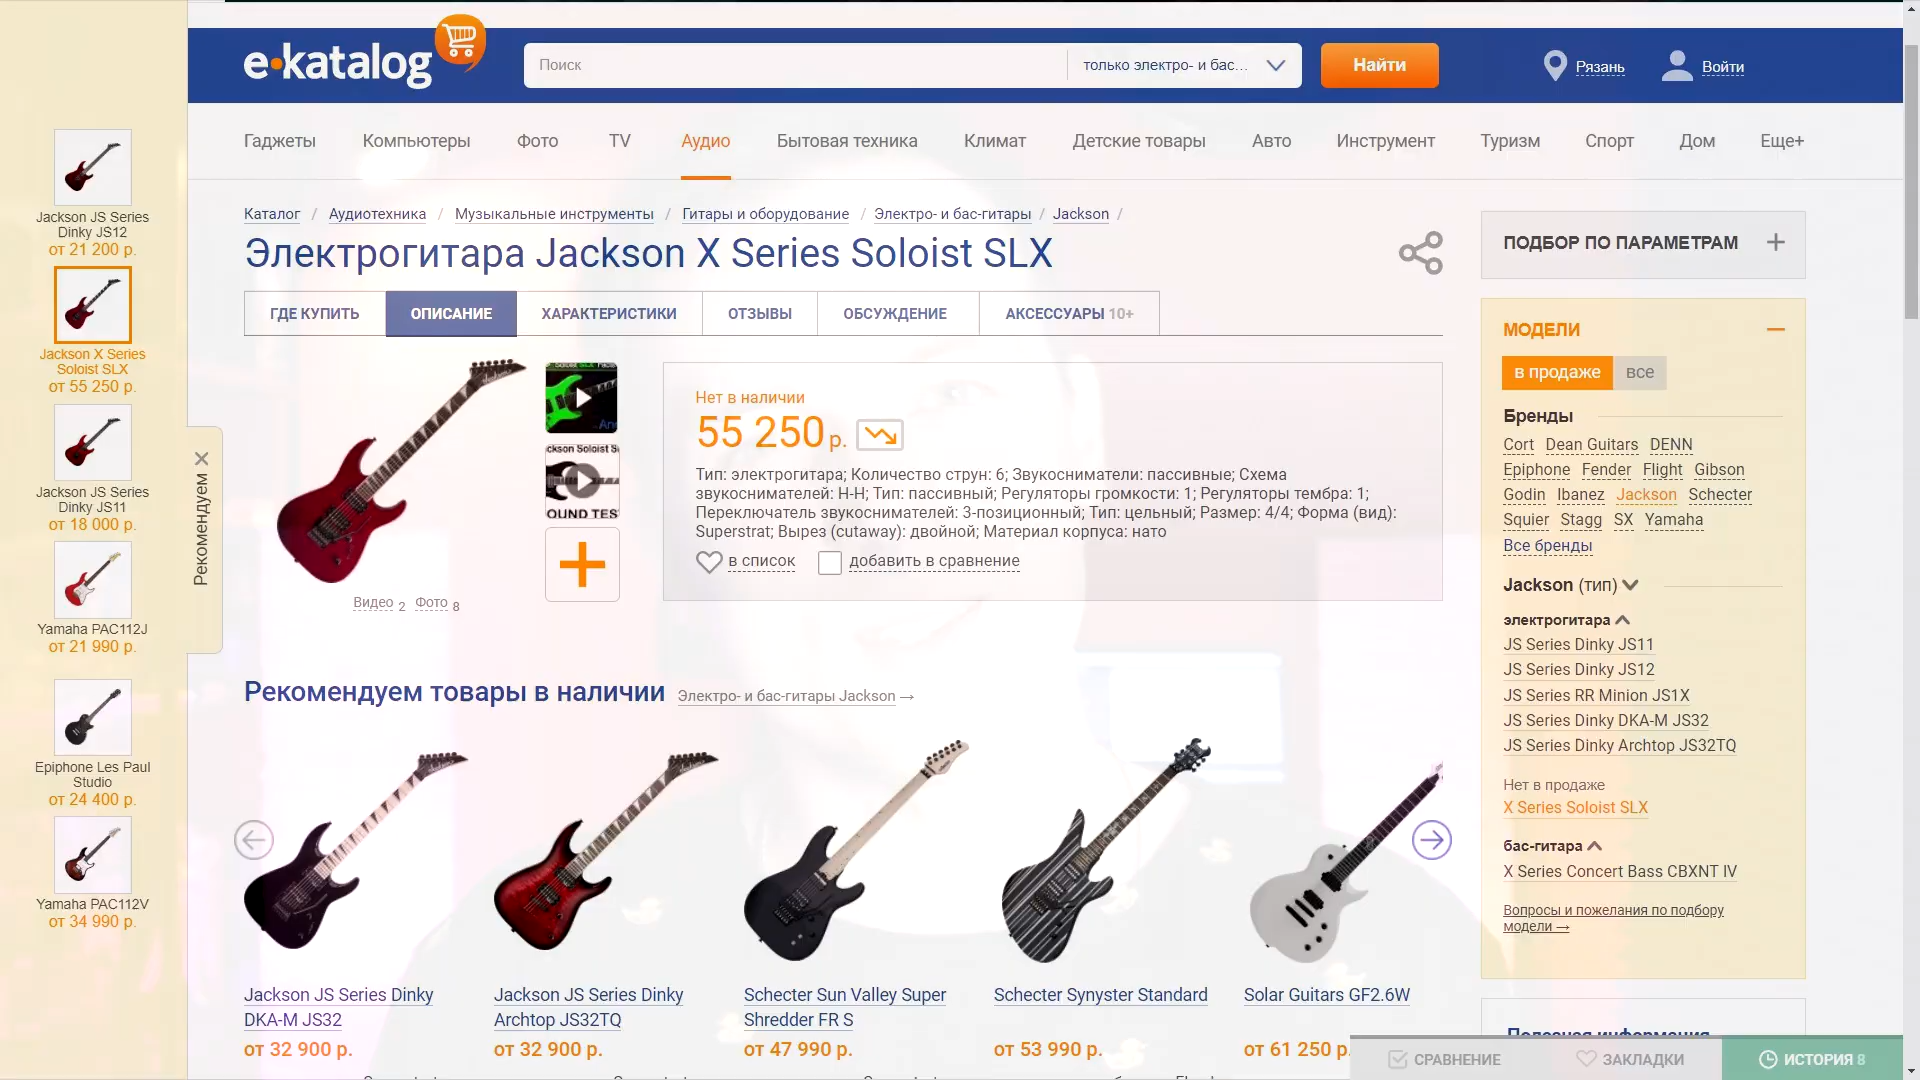 e·katalog
Поиск
только электро- и бас...
Найти
Рязань
Войти
Гаджеты
Компьютеры
Фото
TV
Аудио
Бытовая техника
Климат
Детские товары
Авто
Инструмент
Туризм
Спорт
Дом
Еще+
Jackson JS Series
Dinky JS12
от 21 200 р.
Jackson X Series
Soloist SLX
от 55 250 р.
Jackson JS Series
Dinky JS11
от 18 000 р.
Yamaha PAC112J
от 21 990 р.
Epiphone Les Paul
Studio
от 24 400 р.
Yamaha PAC112V
от 34 990 р.
Рекомендуем
Каталог / Аудиотехника / Музыкальные инструменты / Гитары и оборудование / Электро- и бас-гитары / Jackson /
Электрогитара Jackson X Series Soloist SLX
ГДЕ КУПИТЬ
ОПИСАНИЕ
ХАРАКТЕРИСТИКИ
ОТЗЫВЫ
ОБСУЖДЕНИЕ
АКСЕССУАРЫ 10+
Видео 2 Фото 8
ckson Soloist S
OUND TES
Нет в наличии
55 250 р.
Тип: электрогитара; Количество струн: 6; Звукосниматели: пассивные; Схема
звукоснимателей: H-H; Тип: пассивный; Регуляторы громкости: 1; Регуляторы тембра: 1;
Переключатель звукоснимателей: 3-позиционный; Тип: цельный; Размер: 4/4; Форма (вид):
Superstrat; Вырез (cutaway): двойной; Материал корпуса: нато
в список
добавить в сравнение
Рекомендуем товары в наличии
Электро- и бас-гитары Jackson →
Jackson JS Series Dinky
DKA-M JS32
от 32 900 р.
Jackson JS Series Dinky
Archtop JS32TQ
от 32 900 р.
Schecter Sun Valley Super
Shredder FR S
от 47 990 р.
Schecter Synyster Standard
от 53 990 р.
Solar Guitars GF2.6W
от 61 250 р.
ПОДБОР ПО ПАРАМЕТРАМ
МОДЕЛИ
в продаже
все
Бренды
Cort Dean Guitars DENN
Epiphone Fender Flight Gibson
Godin Ibanez Jackson Schecter
Squier Stagg SX Yamaha
Все бренды
Jackson (тип)
электрогитара
JS Series Dinky JS11
JS Series Dinky JS12
JS Series RR Minion JS1X
JS Series Dinky DKA-M JS32
JS Series Dinky Archtop JS32TQ
Нет в продаже
X Series Soloist SLX
бас-гитара
X Series Concert Bass CBXNT IV
Вопросы и пожелания по подбору
модели →
Полезная информация
СРАВНЕНИЕ
ЗАКЛАДКИ
ИСТОРИЯ 8